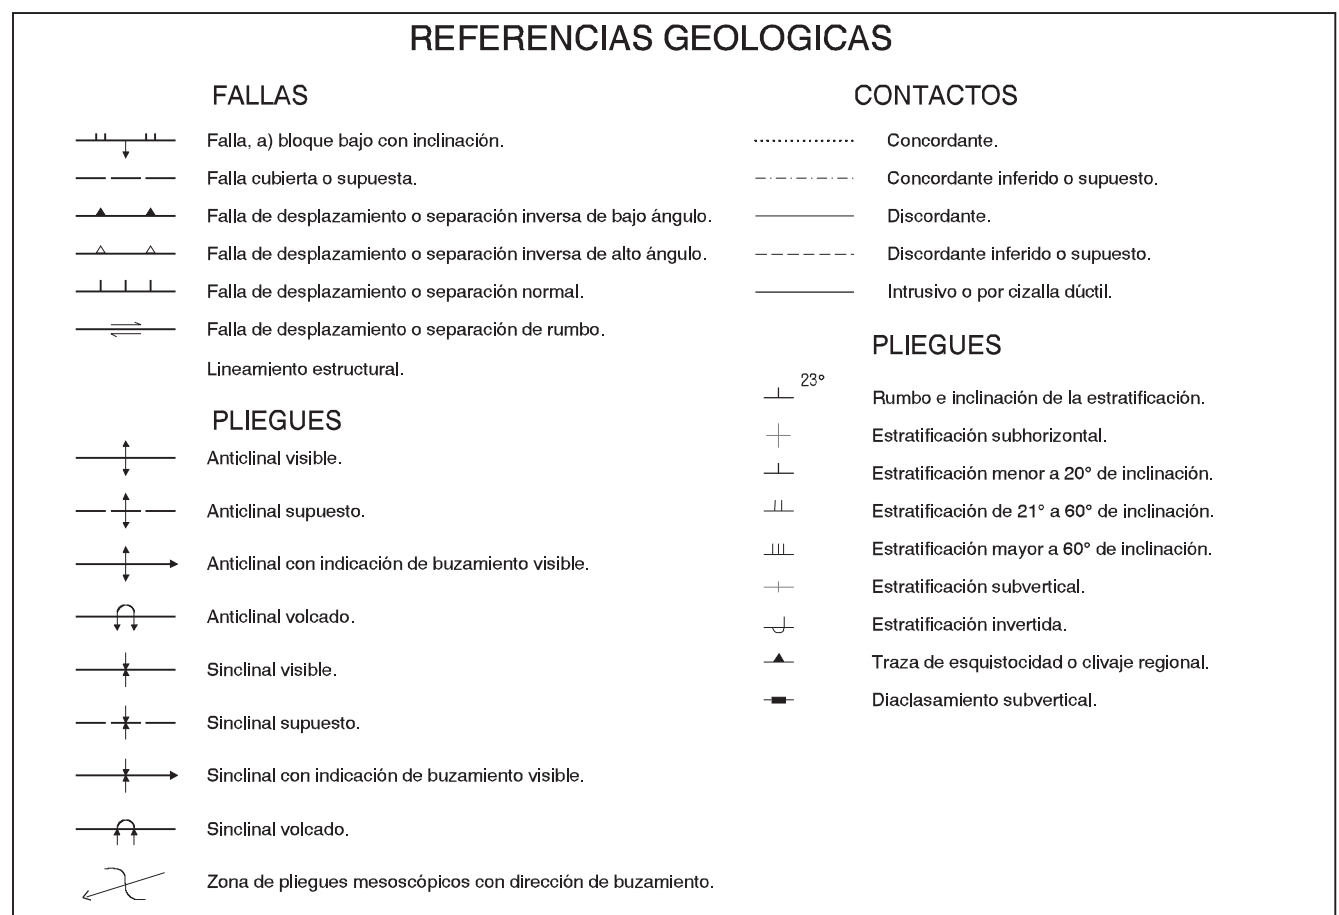 REFERENCIAS GEOLOGICAS
FALLAS
Falla, a) bloque bajo con inclinación.
Falla cubierta o supuesta.
Falla de desplazamiento o separación inversa de bajo ángulo.
Falla de desplazamiento o separación inversa de alto ángulo.
Falla de desplazamiento o separación normal.
Falla de desplazamiento o separación de rumbo.
Lineamiento estructural.
PLIEGUES
Anticlinal visible.
Anticlinal supuesto.
Anticlinal con indicación de buzamiento visible.
Anticlinal volcado.
Sinclinal visible.
Sinclinal supuesto.
Sinclinal con indicación de buzamiento visible.
Sinclinal volcado.
Zona de pliegues mesoscópicos con dirección de buzamiento.
CONTACTOS
Concordante.
Concordante inferido o supuesto.
Discordante.
Discordante inferido o supuesto.
Intrusivo o por cizalla dúctil.
PLIEGUES
23°
Rumbo e inclinación de la estratificación.
Estratificación subhorizontal.
Estratificación menor a 20° de inclinación.
Estratificación de 21° a 60° de inclinación.
Estratificación mayor a 60° de inclinación.
Estratificación subvertical.
Estratificación invertida.
Traza de esquistocidad o clivaje regional.
Diaclasamiento subvertical.